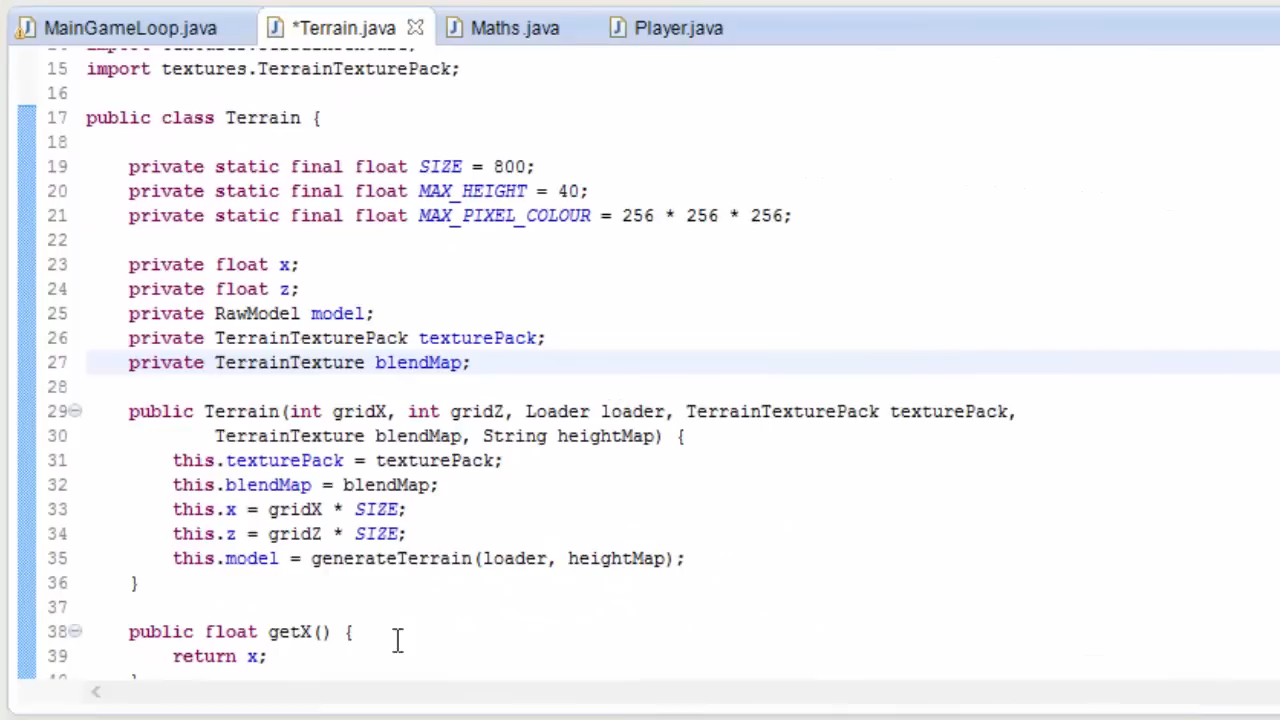 MainGameLoop.java *Terrain.java Maths.java Player.java
15 import textures.TerrainTexturePack;
16
17 public class Terrain {
18
19 private static final float SIZE = 800;
20 private static final float MAX_HEIGHT = 40;
21 private static final float MAX_PIXEL_COLOUR = 256 * 256 * 256;
22
23 private float x;
24 private float z;
25 private RawModel model;
26 private TerrainTexturePack texturePack;
27 private TerrainTexture blendMap;
28
29 public Terrain(int gridX, int gridZ, Loader loader, TerrainTexturePack texturePack,
30 TerrainTexture blendMap, String heightMap) {
31 this.texturePack = texturePack;
32 this.blendMap = blendMap;
33 this.x = gridX * SIZE;
34 this.z = gridZ * SIZE;
35 this.model = generateTerrain(loader, heightMap);
36 }
37
38 public float getX() {
39 return x;